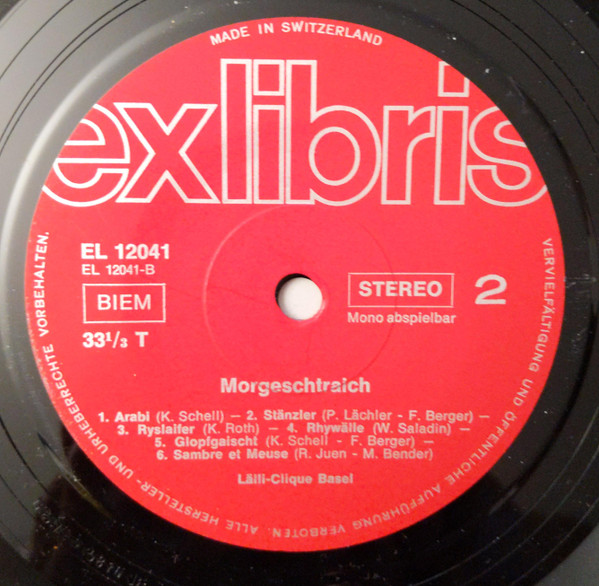 MADE IN SWITZERLAND
exlibris
EL 12041
EL 12041-B
BIEM
33¹/₃ T
STEREO 2
Mono abspielbar
Morgeschtraich
1. Arabi (K. Schell) – 2. Stänzler (P. Lächler - F. Berger) –
3. Ryslaifer (K. Roth) – 4. Rhywälle (W. Saladin) –
5. Glopfgaischt (K. Schell - F. Berger) –
6. Sambre et Meuse (R. Juen - M. Bender)
Lälli-Clique Basel
ALLE HERSTELLER- UND URHEBERRECHTE VORBEHALTEN.
VERVIELFÄLTIGUNG UND ÖFFENTLICHE AUFFÜHRUNG VERBOTEN.